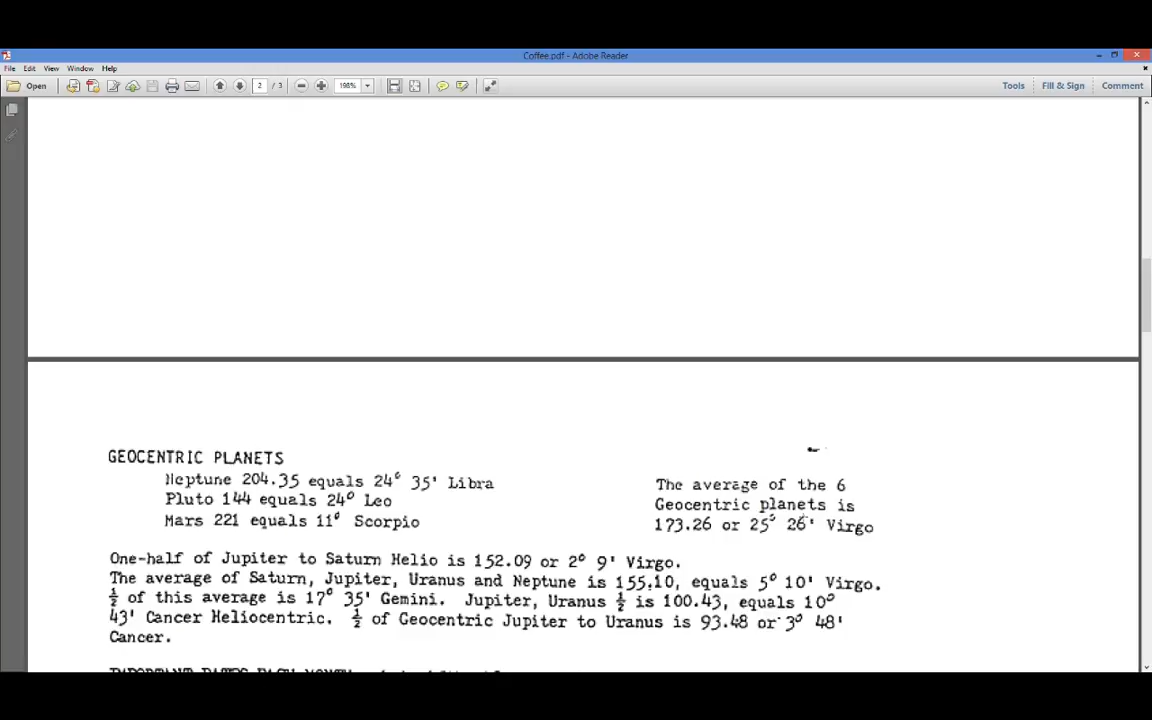 Coffee.pdf - Adobe Reader
File Edit View Window Help
Open 2 / 3 198% Tools Fill & Sign Comment
GEOCENTRIC PLANETS
Neptune 204.35 equals 24° 35' Libra
Pluto 144 equals 24° Leo
Mars 221 equals 11° Scorpio
The average of the 6
Geocentric planets is
173.26 or 25° 26' Virgo
One-half of Jupiter to Saturn Helio is 152.09 or 2° 9' Virgo.
The average of Saturn, Jupiter, Uranus and Neptune is 155.10, equals 5° 10' Virgo.
½ of this average is 17° 35' Gemini. Jupiter, Uranus ½ is 100.43, equals 10°
43' Cancer Heliocentric. ½ of Geocentric Jupiter to Uranus is 93.48 or 3° 48'
Cancer.
IMPORTANT DATES EACH MONTH